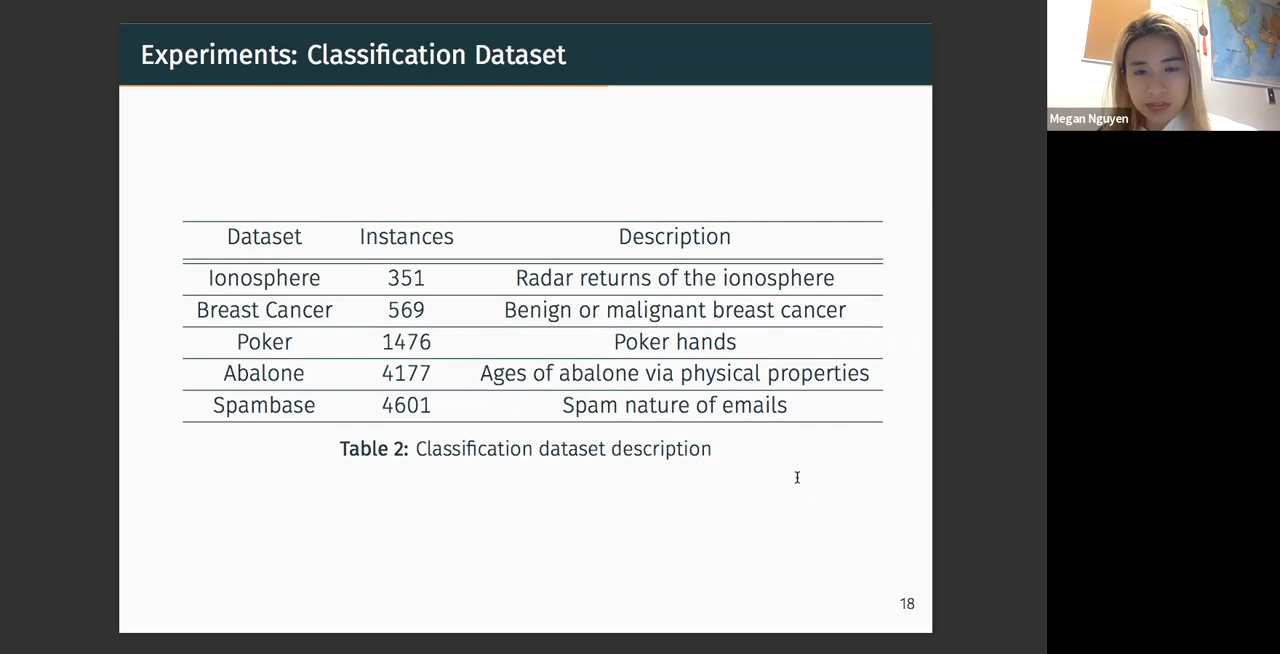 Experiments: Classification Dataset
Dataset Instances Description
Ionosphere 351 Radar returns of the ionosphere
Breast Cancer 569 Benign or malignant breast cancer
Poker 1476 Poker hands
Abalone 4177 Ages of abalone via physical properties
Spambase 4601 Spam nature of emails
Table 2: Classification dataset description
18
Megan Nguyen